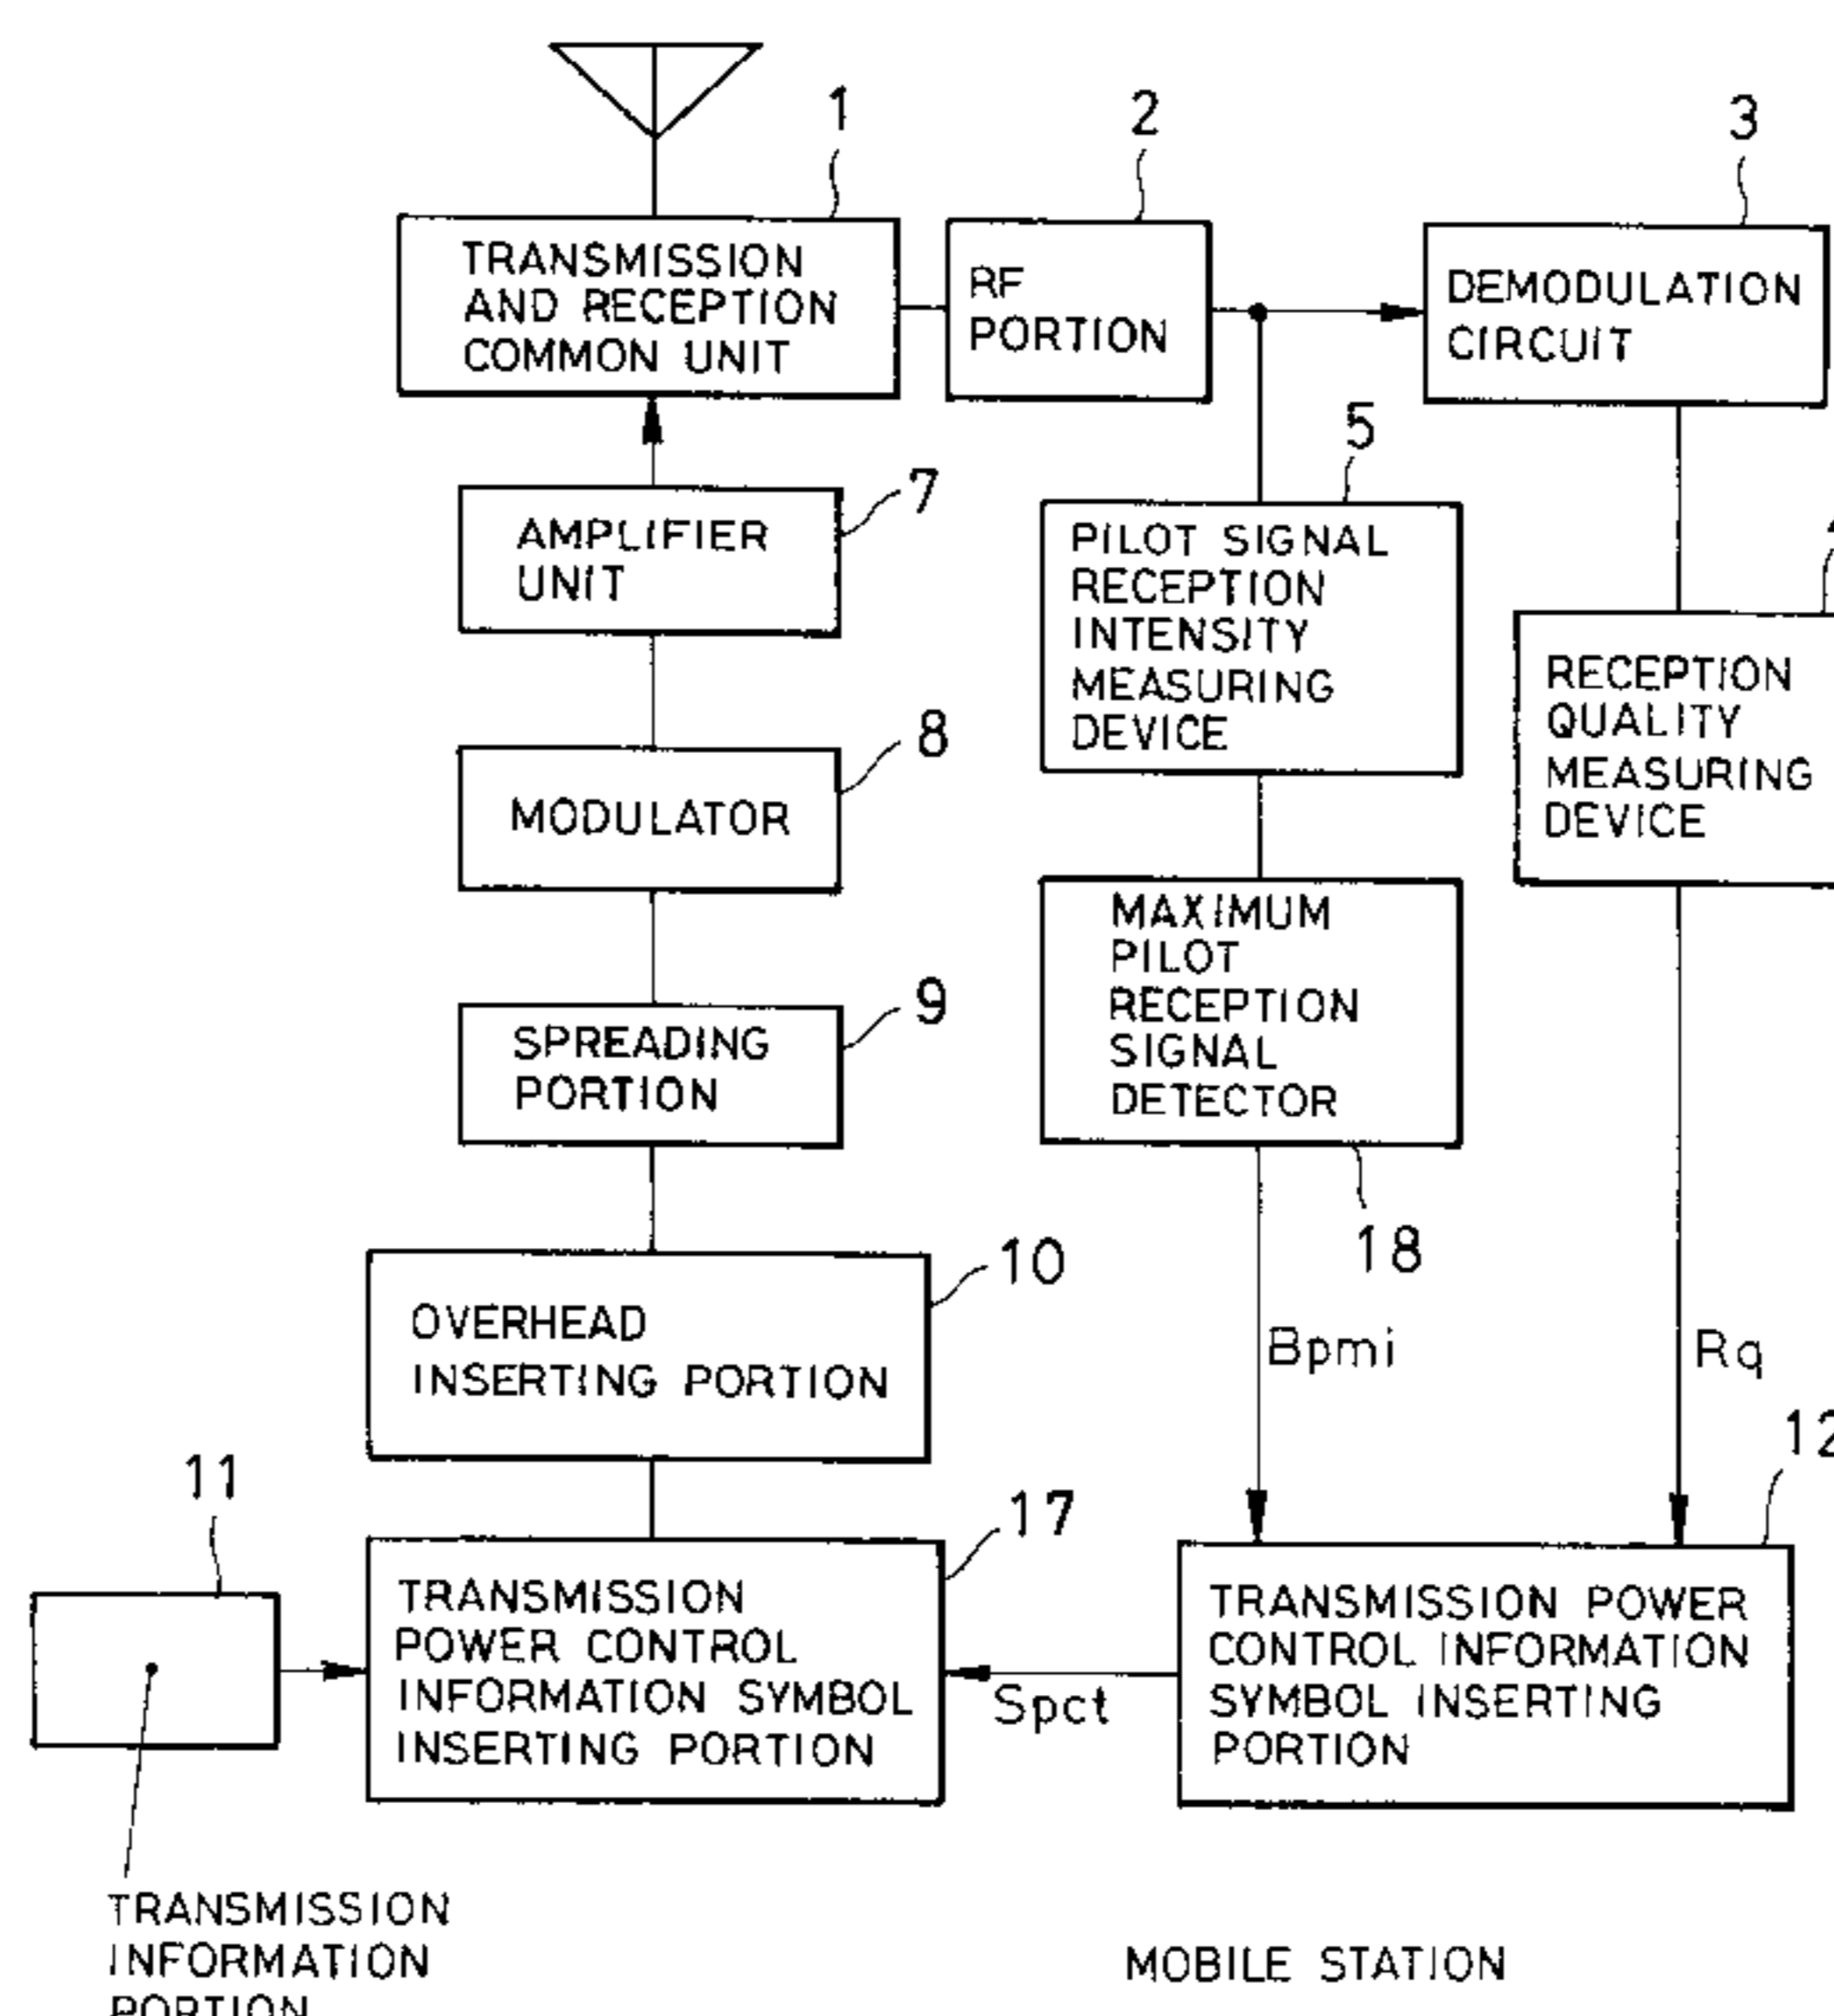 1
2
3
TRANSMISSION
AND RECEPTION
COMMON UNIT
RF
PORTION
DEMODULATION
CIRCUIT
5
7
AMPLIFIER
UNIT
PILOT SIGNAL
RECEPTION
INTENSITY
MEASURING
DEVICE
RECEPTION
QUALITY
MEASURING
DEVICE
8
MODULATOR
MAXIMUM
PILOT
RECEPTION
SIGNAL
DETECTOR
9
SPREADING
PORTION
18
10
OVERHEAD
INSERTING PORTION
Bpmi
Rq
12
11
17
TRANSMISSION
POWER CONTROL
INFORMATION SYMBOL
INSERTING PORTION
Spct
TRANSMISSION POWER
CONTROL INFORMATION
SYMBOL INSERTING
PORTION
TRANSMISSION
INFORMATION
PORTION
MOBILE STATION